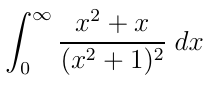 ∫₀^∞ (x² + x)/(x² + 1)² dx